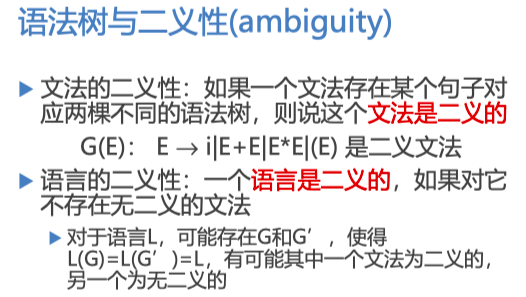 语法树与二义性(ambiguity)
文法的二义性：如果一个文法存在某个句子对
应两棵不同的语法树，则说这个文法是二义的
G(E)： E → i|E+E|E*E|(E) 是二义文法
语言的二义性：一个语言是二义的，如果对它
不存在无二义的文法
对于语言L，可能存在G和G′，使得
L(G)=L(G′)=L，有可能其中一个文法为二义的，
另一个为无二义的